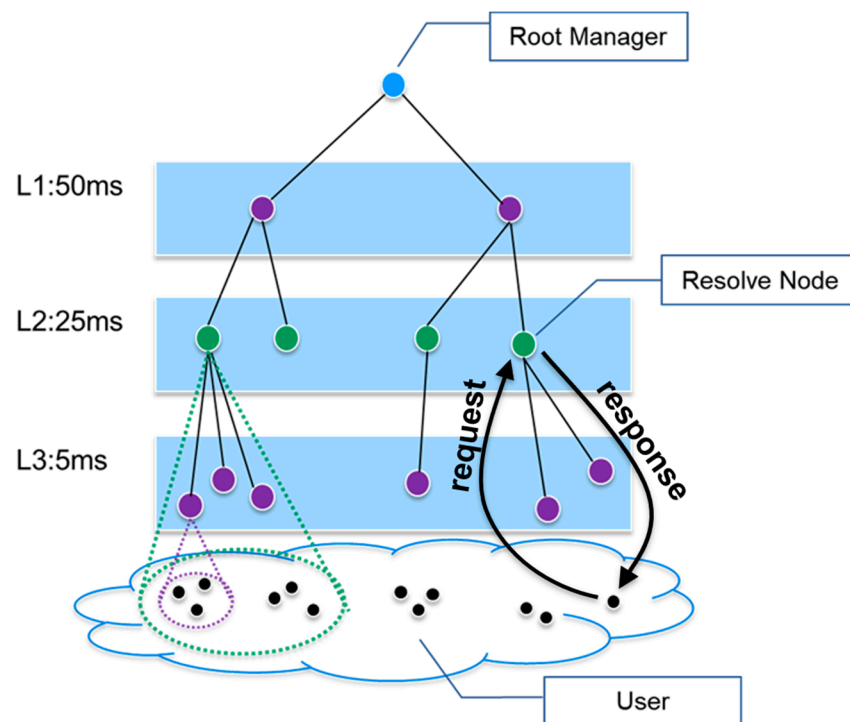 Root Manager
L1:50ms
Resolve Node
L2:25ms
request
response
L3:5ms
User